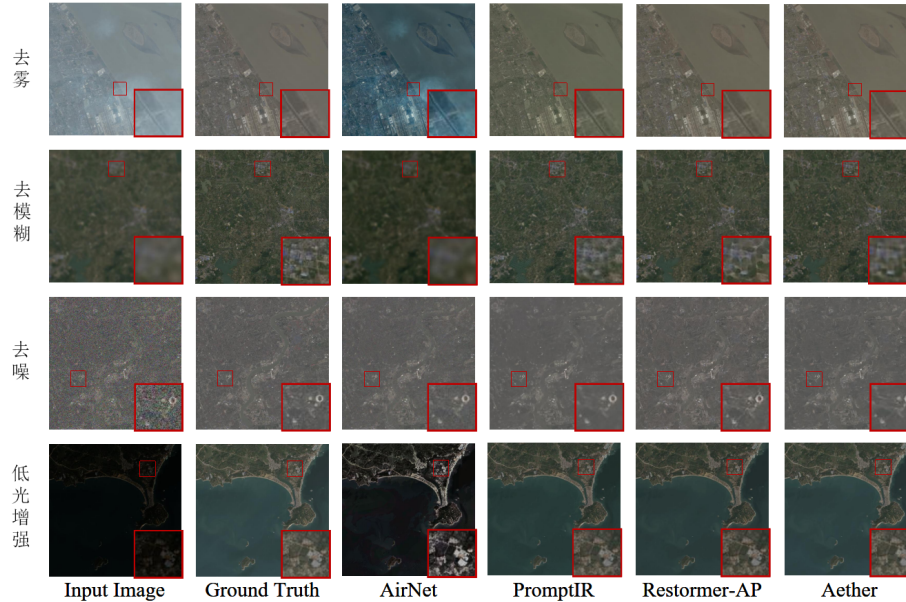 去雾
去模糊
去噪
低光增强
Input Image Ground Truth AirNet PromptIR Restormer-AP Aether